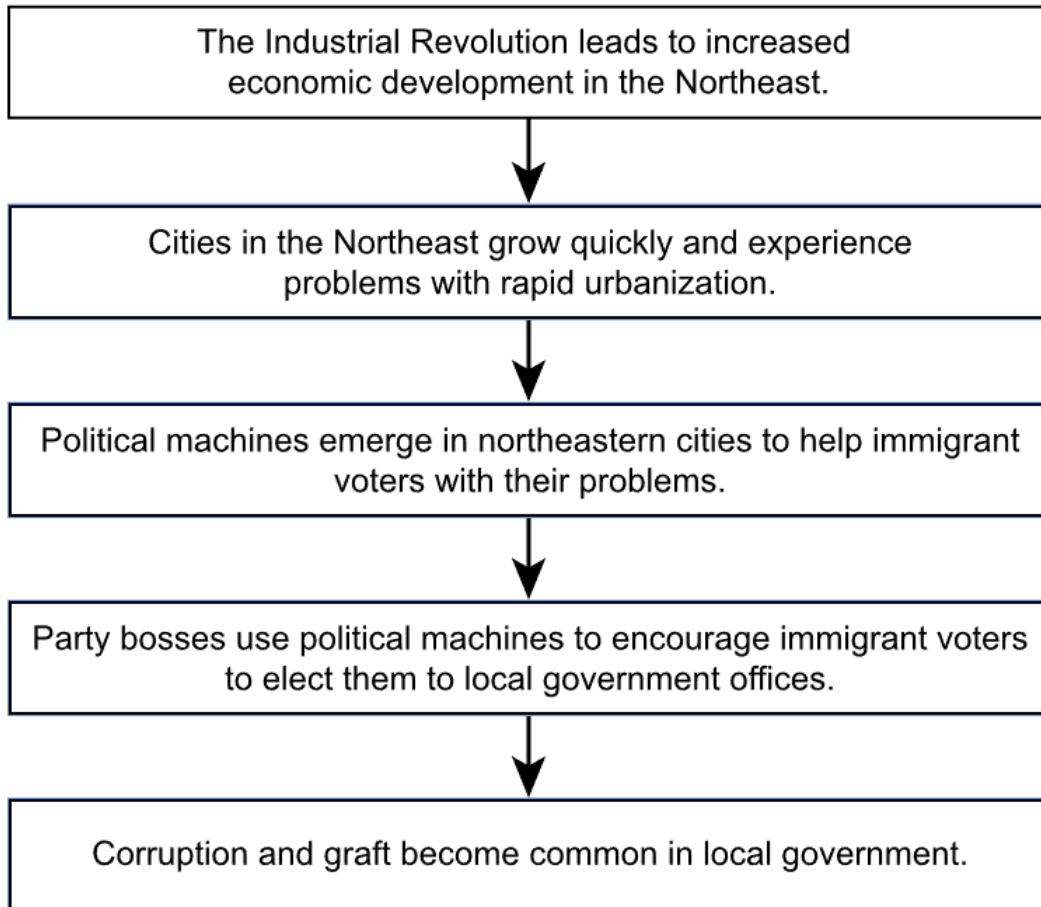 The Industrial Revolution leads to increased
economic development in the Northeast.
Cities in the Northeast grow quickly and experience
problems with rapid urbanization.
Political machines emerge in northeastern cities to help immigrant
voters with their problems.
Party bosses use political machines to encourage immigrant voters
to elect them to local government offices.
Corruption and graft become common in local government.